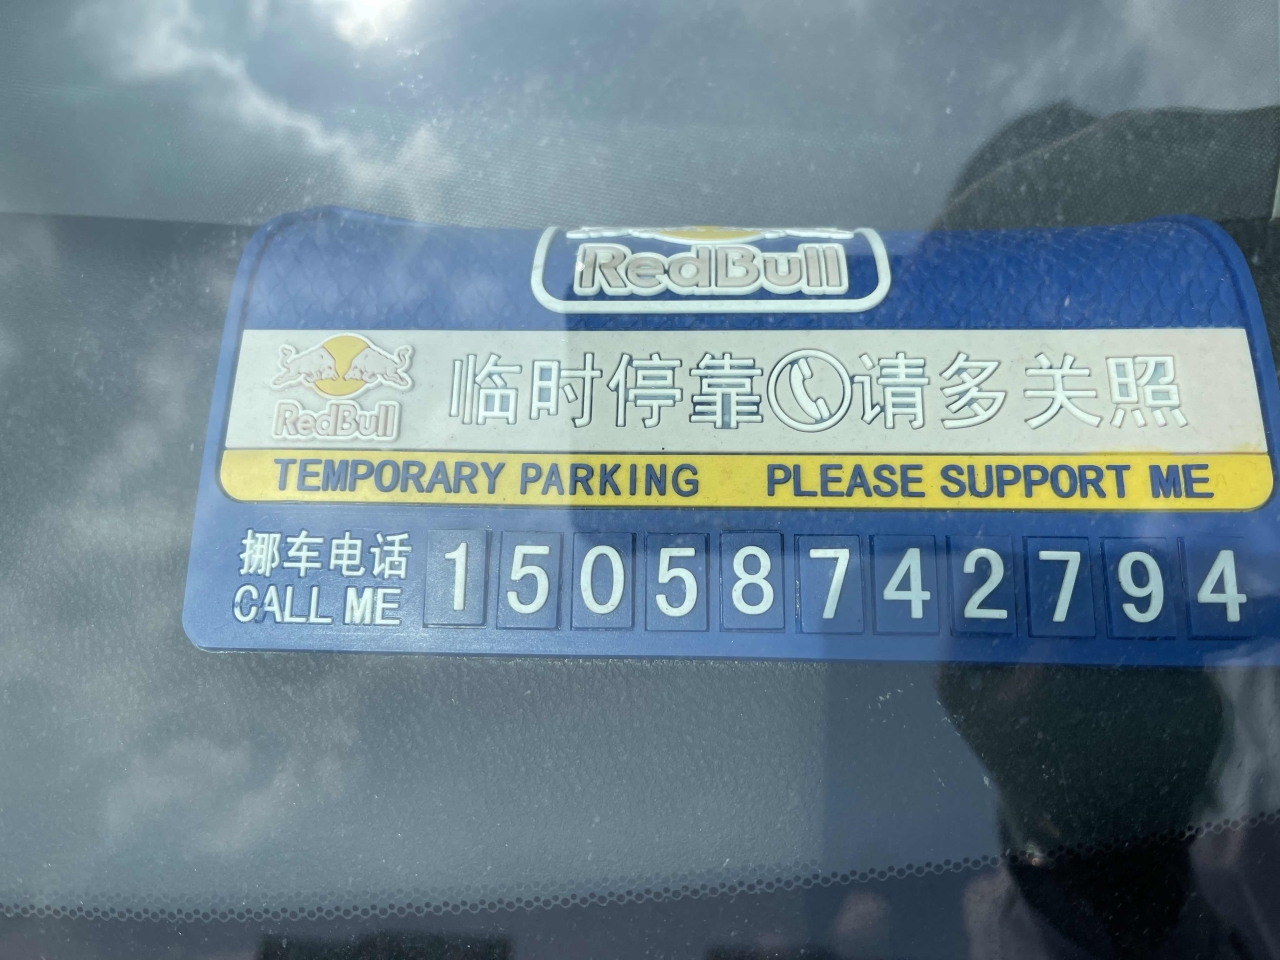 RedBull
RedBull
临时停靠 请多关照
TEMPORARY PARKING PLEASE SUPPORT ME
挪车电话
CALL ME
15058742794